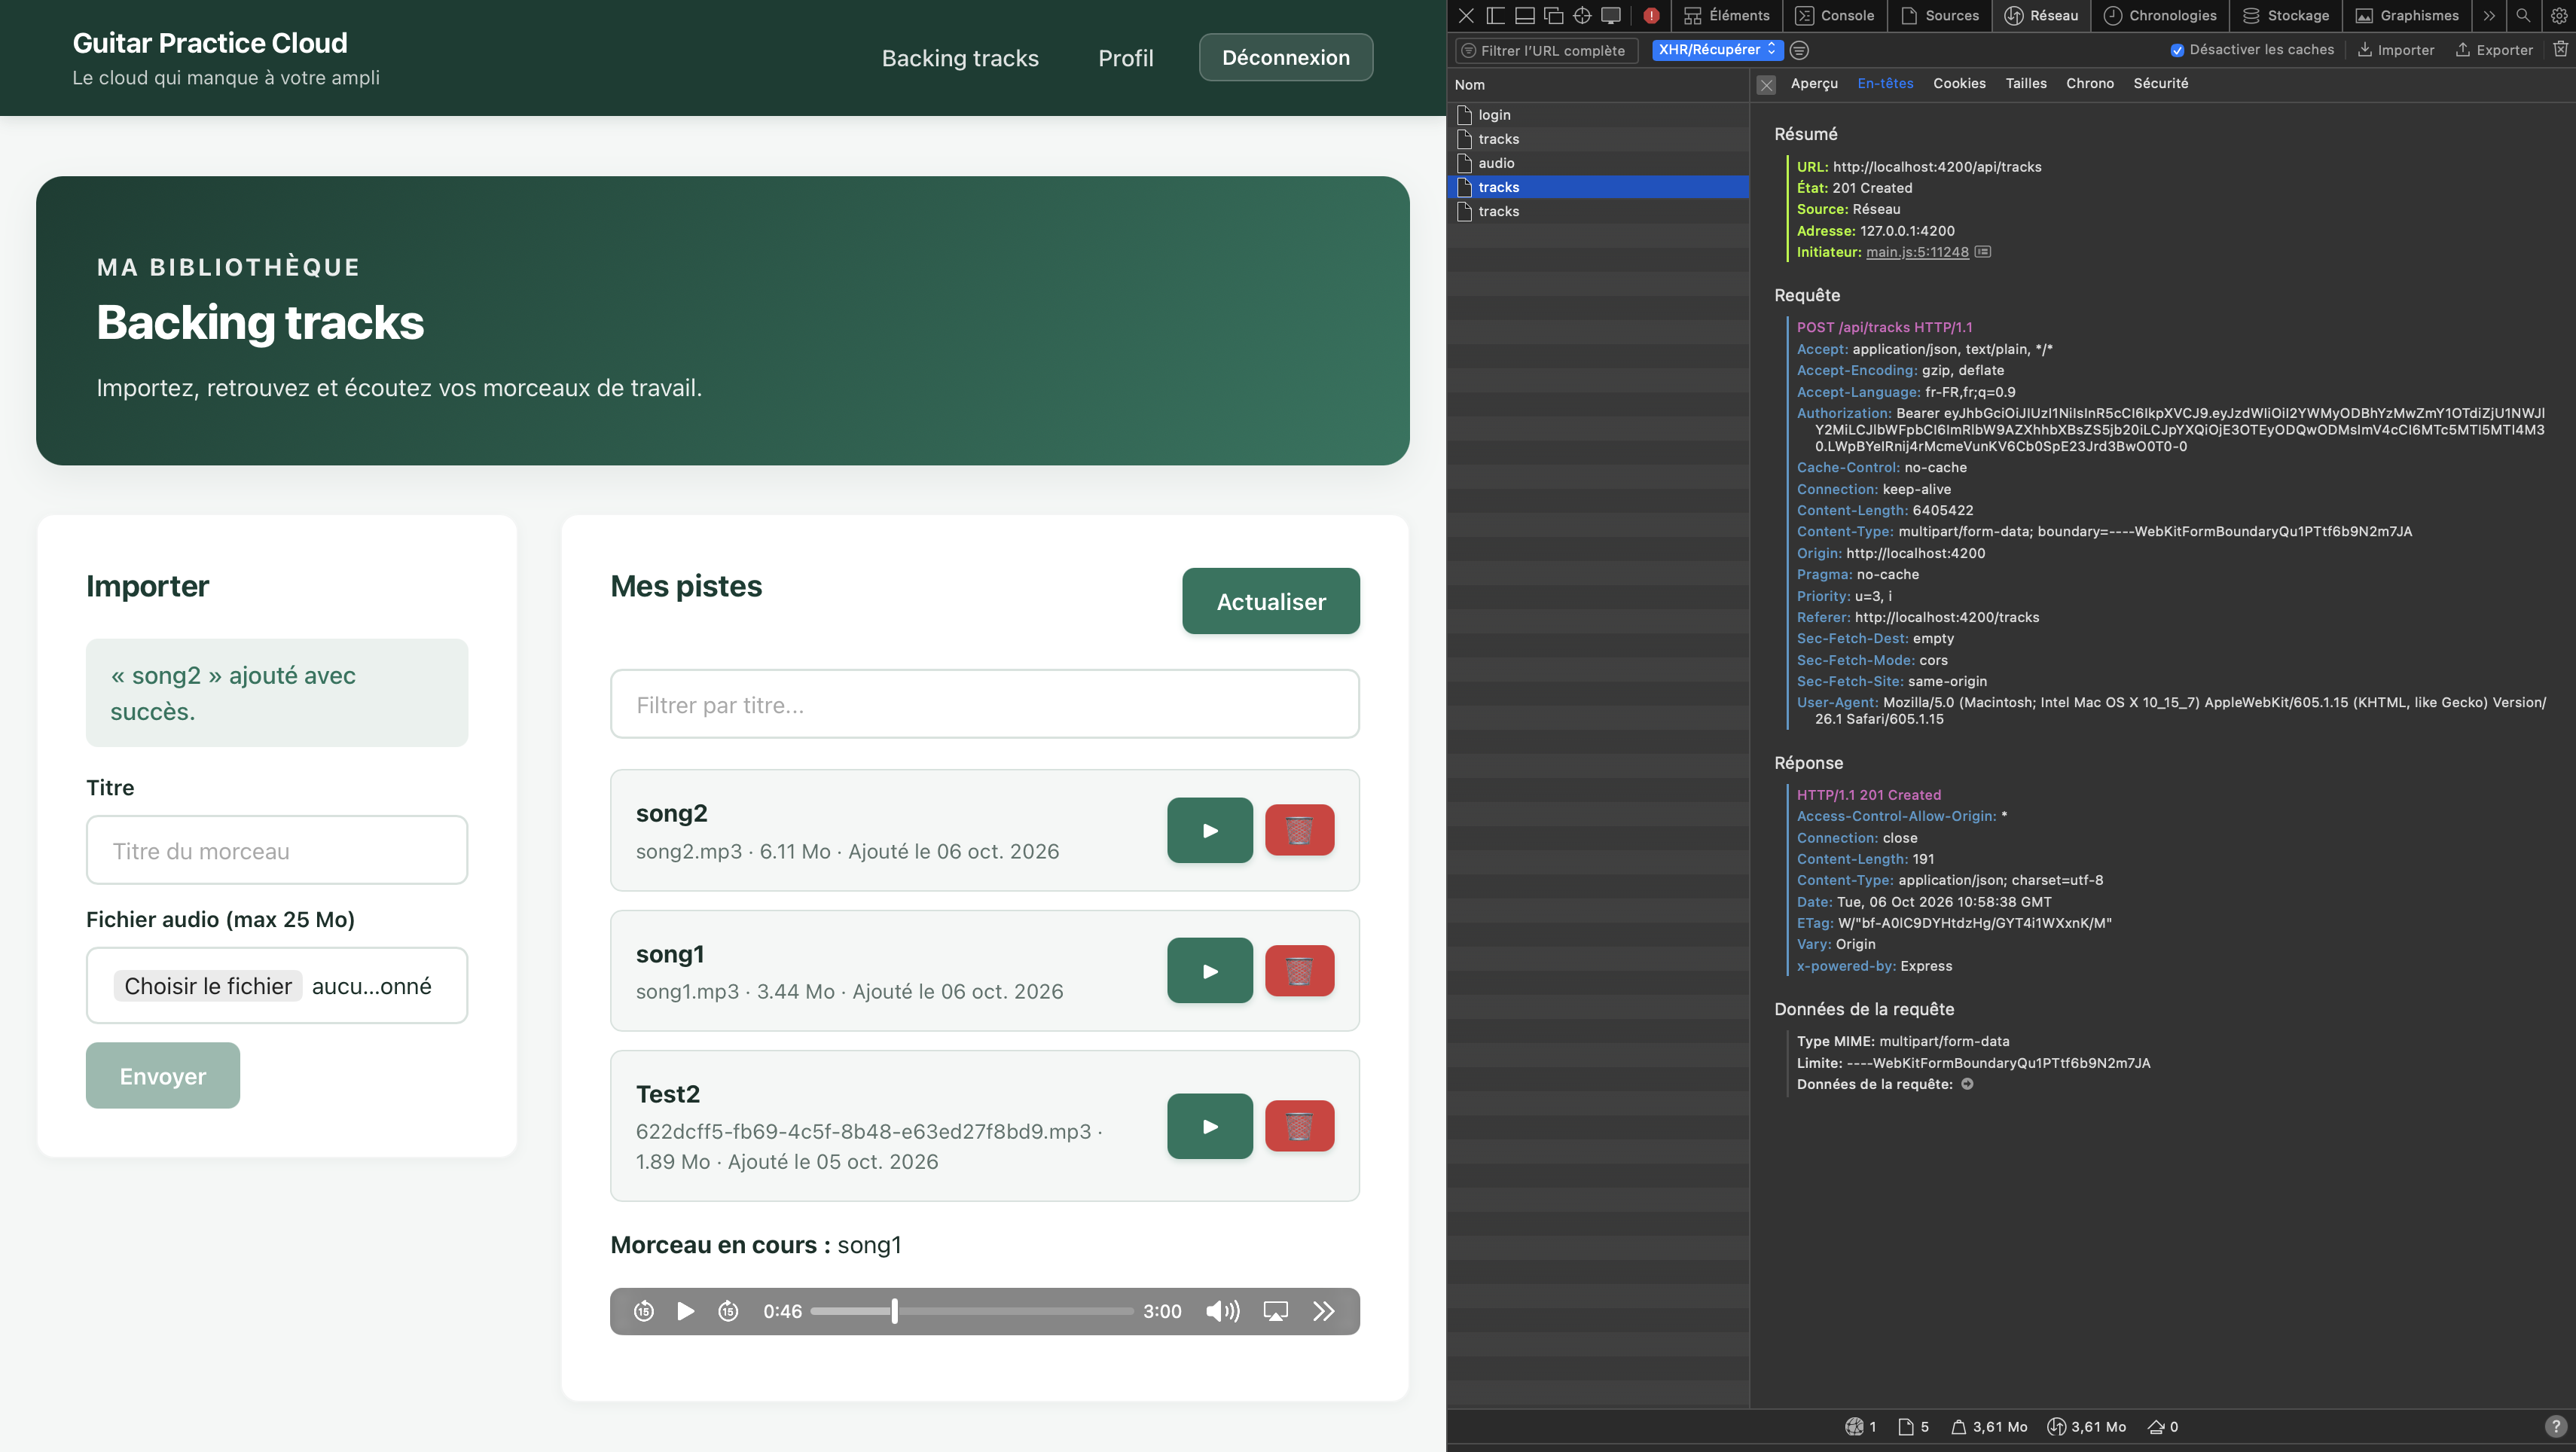 Guitar Practice Cloud
Le cloud qui manque à votre ampli
Backing tracks
Profil
Déconnexion
MA BIBLIOTHÈQUE
Backing tracks
Importez, retrouvez et écoutez vos morceaux de travail.
Importer
« song2 » ajouté avec
succès.
Titre
Titre du morceau
Fichier audio (max 25 Mo)
Choisir le fichier aucu...onné
Envoyer
Mes pistes
Actualiser
Filtrer par titre...
song2
song2.mp3 · 6.11 Mo · Ajouté le 06 oct. 2026
song1
song1.mp3 · 3.44 Mo · Ajouté le 06 oct. 2026
Test2
622dcff5-fb69-4c5f-8b48-e63ed27f8bd9.mp3 ·
1.89 Mo · Ajouté le 05 oct. 2026
Morceau en cours : song1
15
15
0:46
3:00
Éléments
Console
Sources
Réseau
Chronologies
Stockage
Graphismes
Filtrer l'URL complète
XHR/Récupérer
Désactiver les caches
Importer
Exporter
Nom
login
tracks
audio
tracks
tracks
Aperçu
En-têtes
Cookies
Tailles
Chrono
Sécurité
Résumé
URL: http://localhost:4200/api/tracks
État: 201 Created
Source: Réseau
Adresse: 127.0.0.1:4200
Initiateur: main.js:5:11248
Requête
POST /api/tracks HTTP/1.1
Accept: application/json, text/plain, */*
Accept-Encoding: gzip, deflate
Accept-Language: fr-FR,fr;q=0.9
Authorization: Bearer
Cache-Control: no-cache
Connection: keep-alive
Content-Length: 6405422
Content-Type: multipart/form-data; boundary=----WebKitFormBoundaryQu1PTtf6b9N2m7JA
Origin: http://localhost:4200
Pragma: no-cache
Priority: u=3, i
Referer: http://localhost:4200/tracks
Sec-Fetch-Dest: empty
Sec-Fetch-Mode: cors
Sec-Fetch-Site: same-origin
User-Agent: Mozilla/5.0 (Macintosh; Intel Mac OS X 10_15_7) AppleWebKit/605.1.15 (KHTML, like Gecko) Version/
26.1 Safari/605.1.15
Réponse
HTTP/1.1 201 Created
Access-Control-Allow-Origin: *
Connection: close
Content-Length: 191
Content-Type: application/json; charset=utf-8
Date: Tue, 06 Oct 2026 10:58:38 GMT
ETag:
Vary: Origin
x-powered-by: Express
Données de la requête
Type MIME: multipart/form-data
Limite: ----WebKitFormBoundaryQu1PTtf6b9N2m7JA
Données de la requête:
1
5
3,61 Mo
3,61 Mo
0
?